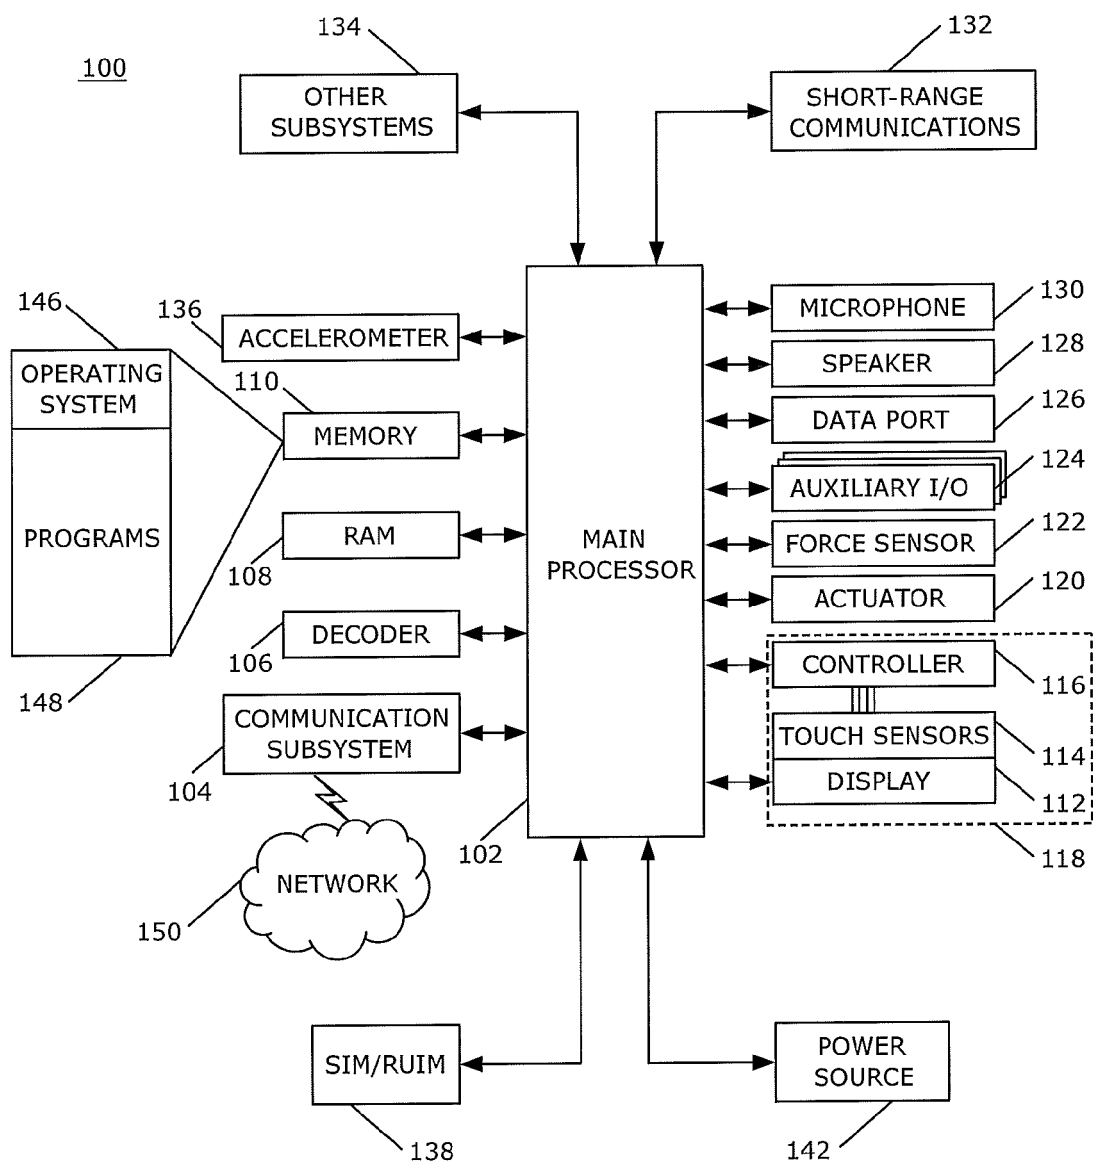 134
132
100
OTHER
SUBSYSTEMS
SHORT-RANGE
COMMUNICATIONS
146
136
ACCELEROMETER
MICROPHONE
130
OPERATING
SYSTEM
110
MEMORY
SPEAKER
128
DATA PORT
126
AUXILIARY I/O
124
PROGRAMS
RAM
108
MAIN
PROCESSOR
FORCE SENSOR
122
ACTUATOR
120
DECODER
106
CONTROLLER
116
148
COMMUNICATION
SUBSYSTEM
104
TOUCH SENSORS
114
DISPLAY
112
102
118
NETWORK
150
SIM/RUIM
138
POWER
SOURCE
142